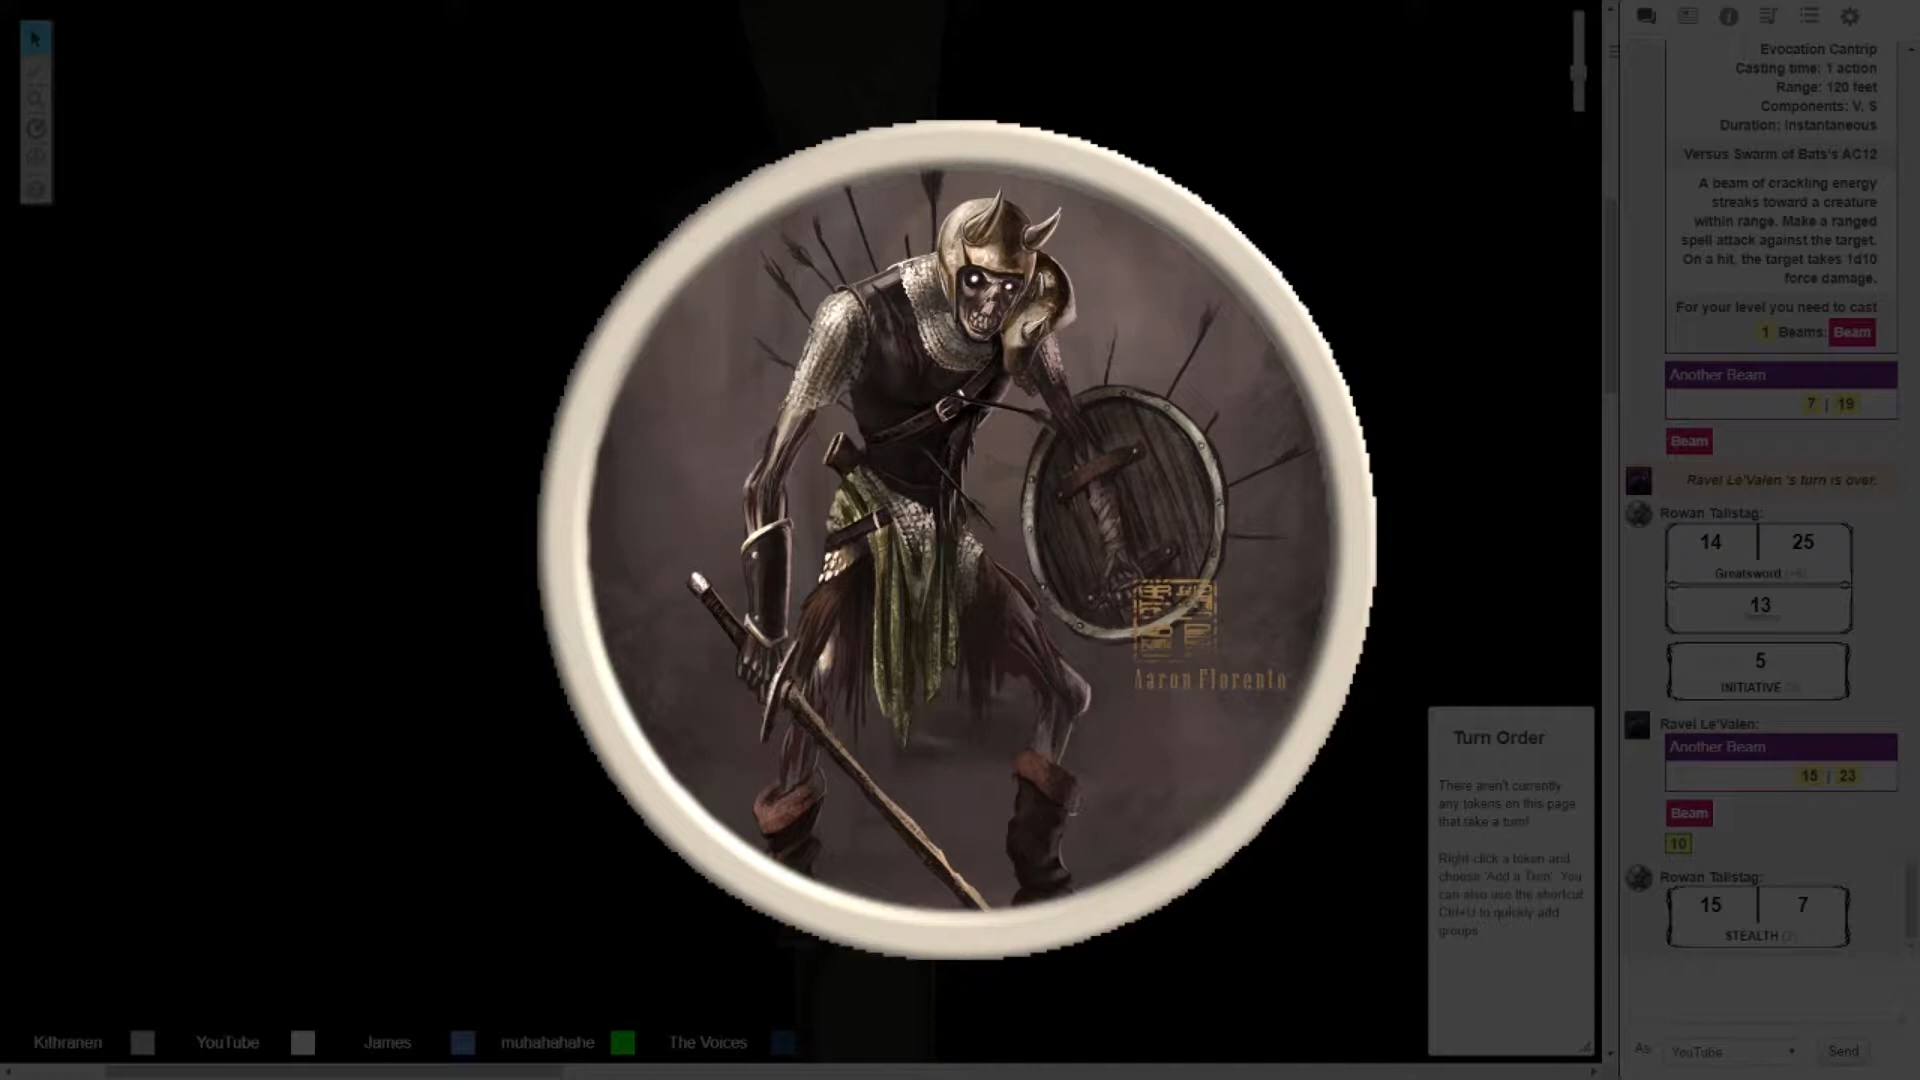 Evocation Cantrip
Casting time: 1 action
Range: 120 feet
Components: V, S
Duration: Instantaneous
Versus Swarm of Bats's AC12
A beam of crackling energy
streaks toward a creature
within range. Make a ranged
spell attack against the target.
On a hit, the target takes 1d10
force damage.
For your level you need to cast
1 Beams: Beam
Another Beam
7 | 19
Beam
Ravel Le'Valen 's turn is over.
Rowan Tallstag:
14 25
Greatsword
13
5
INITIATIVE
Ravel Le'Valen:
Another Beam
15 | 23
Beam
10
Rowan Tallstag:
15 7
STEALTH
As: YouTube Send
Turn Order
There aren't currently
any tokens on this page
that take a turn!
Right-click a token and
choose 'Add a Turn'. You
can also use the shortcut
Ctrl+U to quickly add
groups
Aaron Florento
Kithranen YouTube James muhahahahe The Voices